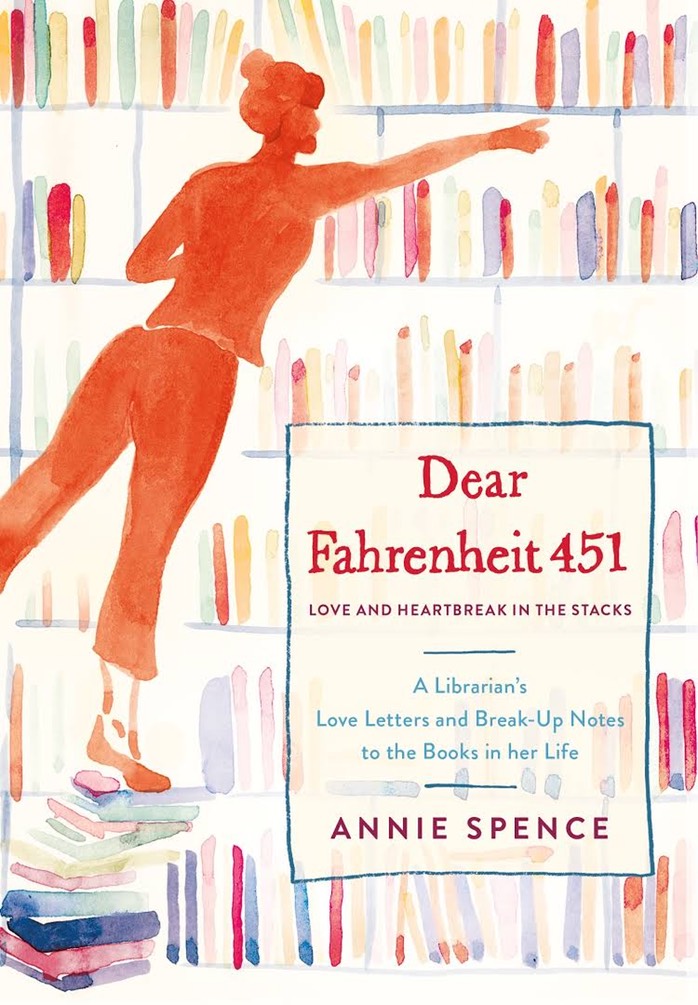 Dear
Fahrenheit 451
LOVE AND HEARTBREAK IN THE STACKS
A Librarian's
Love Letters and Break-Up Notes
to the Books in her Life
ANNIE SPENCE